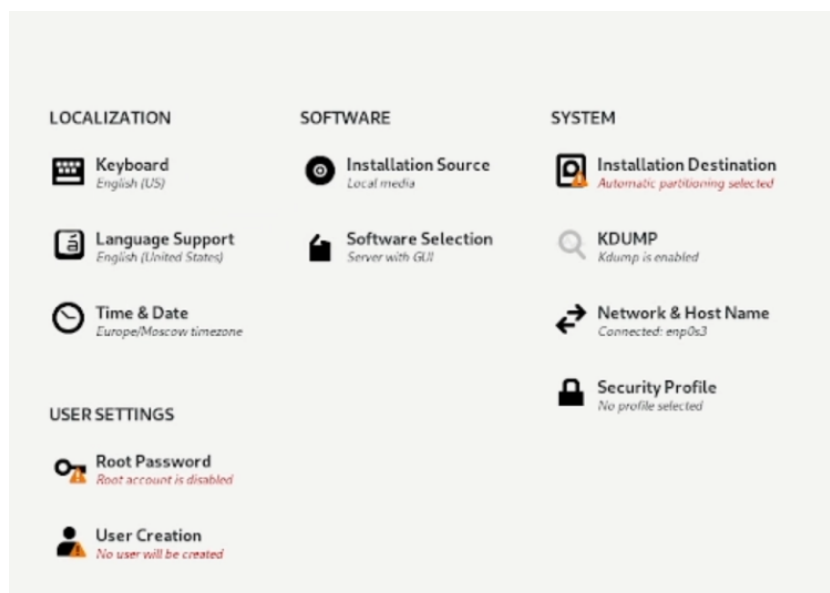 LOCALIZATION
Keyboard
English (US)
Language Support
English (United States)
Time & Date
Europe/Moscow timezone
USER SETTINGS
Root Password
Root account is disabled
User Creation
No user will be created
SOFTWARE
Installation Source
Local media
Software Selection
Server with GUI
SYSTEM
Installation Destination
Automatic partitioning selected
KDUMP
Kdump is enabled
Network & Host Name
Connected: enp0s3
Security Profile
No profile selected